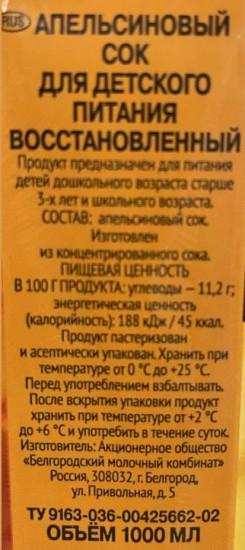 RUS АПЕЛЬСИНОВЫЙ
СОК
ДЛЯ ДЕТСКОГО
ПИТАНИЯ
ВОССТАНОВЛЕННЫЙ
Продукт предназначен для питания
детей дошкольного возраста старше
3-х лет и школьного возраста.
СОСТАВ: апельсиновый сок.
Изготовлен
из концентрированного сока.
ПИЩЕВАЯ ЦЕННОСТЬ
В 100 Г ПРОДУКТА: углеводы – 11,2 г;
энергетическая ценность
(калорийность): 188 кДж / 45 ккал.
Продукт пастеризован
и асептически упакован. Хранить при
температуре от 0 °С до +25 °С.
Перед употреблением взбалтывать.
После вскрытия упаковки продукт
хранить при температуре от +2 °С
до +6 °С и употребить в течение суток.
Изготовитель: Акционерное общество
«Белгородский молочный комбинат»
Россия, 308032, г. Белгород,
ул. Привольная, д. 5
ТУ 9163-036-00425662-02
ОБЪЁМ 1000 МЛ